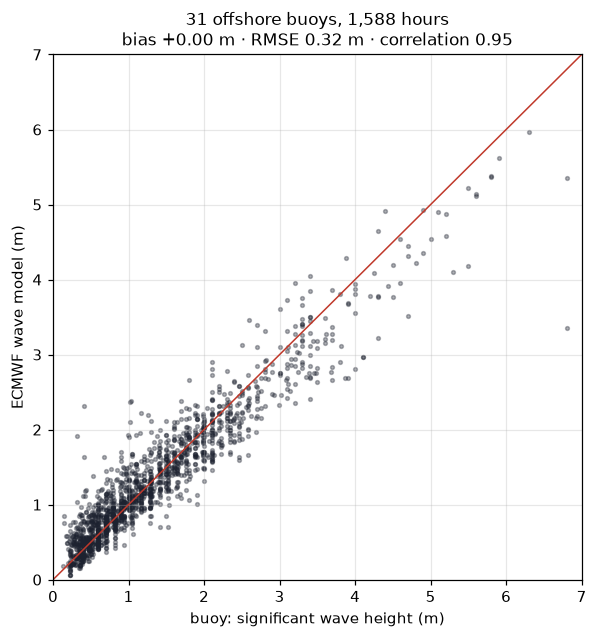 31 offshore buoys, 1,588 hours
bias +0.00 m · RMSE 0.32 m · correlation 0.95
7
6
5
4
3
2
1
0
ECMWF wave model (m)
0 1 2 3 4 5 6 7
buoy: significant wave height (m)